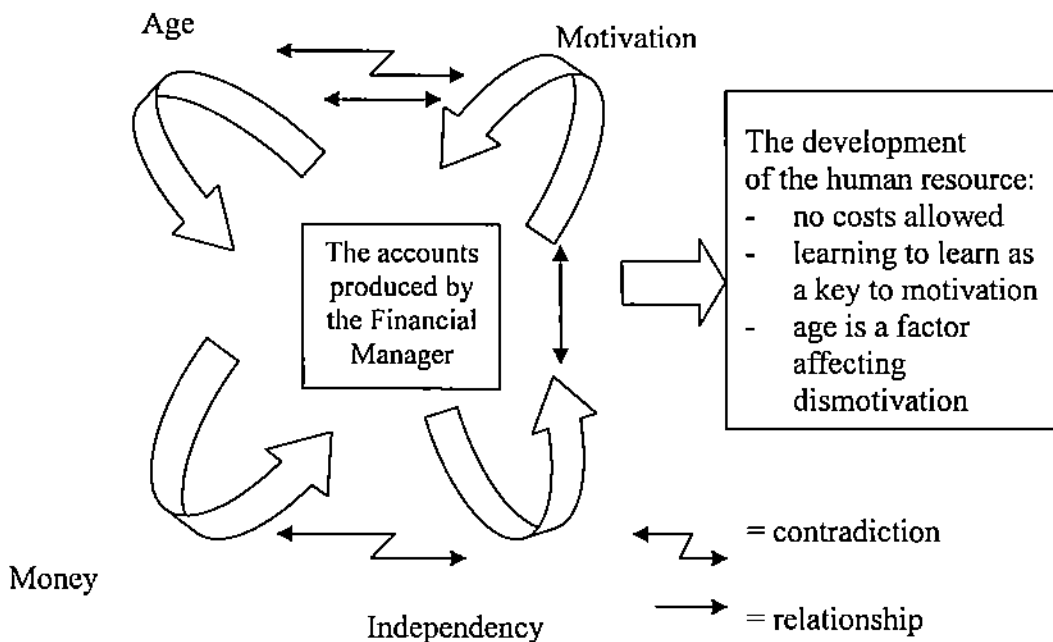 Age
Motivation
The accounts
produced by
the Financial
Manager
The development
of the human resource:
- no costs allowed
- learning to learn as
a key to motivation
- age is a factor
affecting
dismotivation
Money
Independency
= contradiction
= relationship